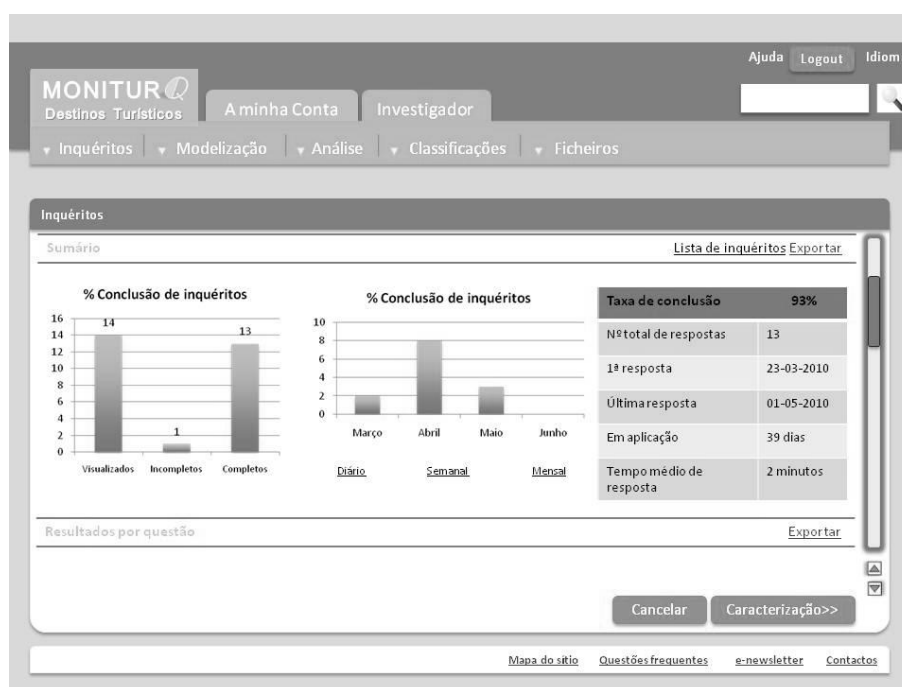 Ajuda Logout Idiom
MONITUR
Destinos Turísticos
A minha Conta
Investigador
Inquéritos
Modelização
Análise
Classificações
Ficheiros
Inquéritos
Sumário
Lista de inquéritos Exportar
% Conclusão de inquéritos
16
14
12
10
8
6
4
2
0
14
1
13
Visualizados Incompletos Completos
% Conclusão de inquéritos
10
8
6
4
2
0
Março Abril Maio Junho
Diário Semanal Mensal
Taxa de conclusão 93%
Nº total de respostas 13
1ª resposta 23-03-2010
Última resposta 01-05-2010
Em aplicação 39 dias
Tempo médio de
resposta
2 minutos
Resultados por questão
Exportar
Cancelar
Caracterização>>
Mapa do sítio Questões frequentes e-newsletter Contactos